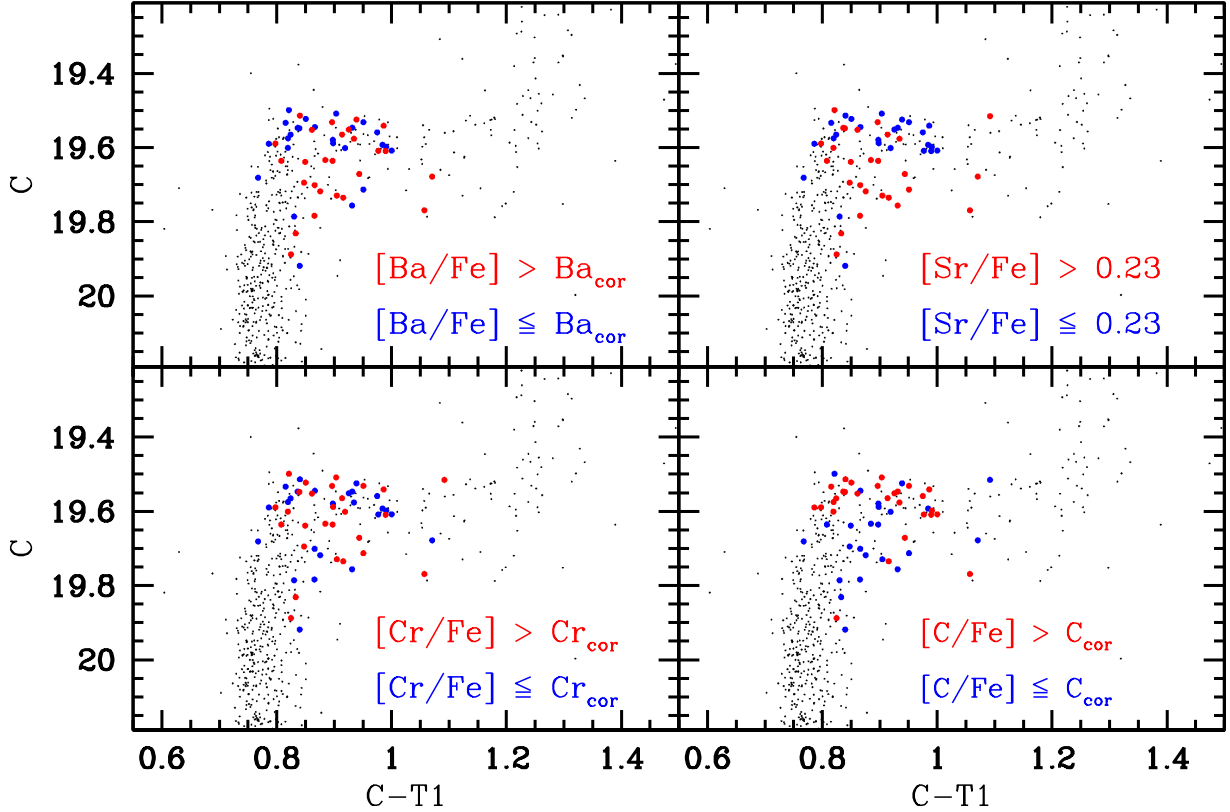 19.4
19.6
19.8
20
C
[Ba/Fe] > Ba_cor
[Ba/Fe] ≦ Ba_cor
[Sr/Fe] > 0.23
[Sr/Fe] ≦ 0.23
19.4
19.6
19.8
20
C
[Cr/Fe] > Cr_cor
[Cr/Fe] ≦ Cr_cor
[C/Fe] > C_cor
[C/Fe] ≦ C_cor
0.6 0.8 1 1.2 1.4
0.6 0.8 1 1.2 1.4
C-T1
C-T1